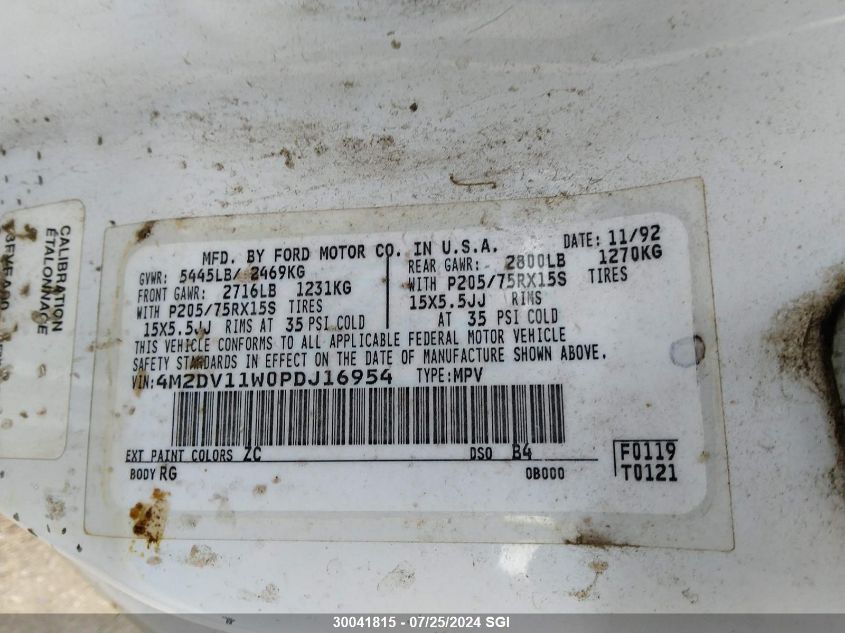 CALIBRATION
ÉTALONNAGE
MFD. BY FORD MOTOR CO. IN U.S.A.
DATE: 11/92
GVWR: 5445LB/ 2469KG
FRONT GAWR: 2716LB 1231KG
WITH P205/75RX15S TIRES
15X5.5JJ RIMS AT 35 PSI COLD
REAR GAWR: 2800LB 1270KG
WITH P205/75RX15S TIRES
15X5.5JJ RIMS
AT 35 PSI COLD
THIS VEHICLE CONFORMS TO ALL APPLICABLE FEDERAL MOTOR VEHICLE
SAFETY STANDARDS IN EFFECT ON THE DATE OF MANUFACTURE SHOWN ABOVE.
VIN: 4M2DV11W0PDJ16954 TYPE: MPV
EXT PAINT COLORS ZC DSO B4
BODY RG 0B000
F0119
T0121
30041815 - 07/25/2024 SGI